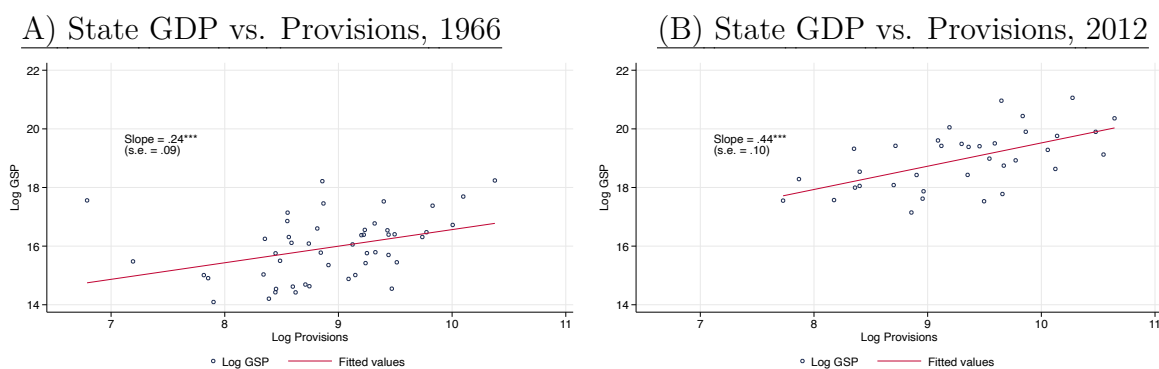 A) State GDP vs. Provisions, 1966
22
20
18
16
14
Log GSP
Slope = .24***
(s.e. = .09)
7
8
9
10
11
Log Provisions
Log GSP
Fitted values
(B) State GDP vs. Provisions, 2012
22
20
18
16
14
Log GSP
Slope = .44***
(s.e. = .10)
7
8
9
10
11
Log Provisions
Log GSP
Fitted values